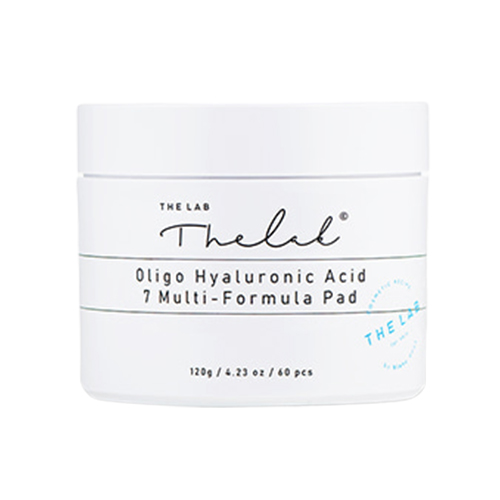 THE LAB
Thelab©
Oligo Hyaluronic Acid
7 Multi-Formula Pad
120g / 4.23 oz / 60 pcs
THE LAB